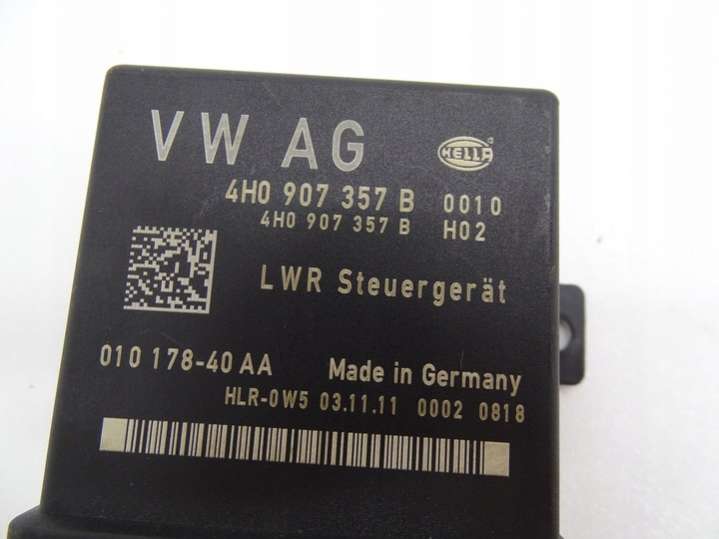 VW AG
HELLA
4H0 907 357 B 0010
4H0 907 357 B H02
LWR Steuergerät
010 178-40 AA Made in Germany
HLR-0W5 03.11.11 0002 0818